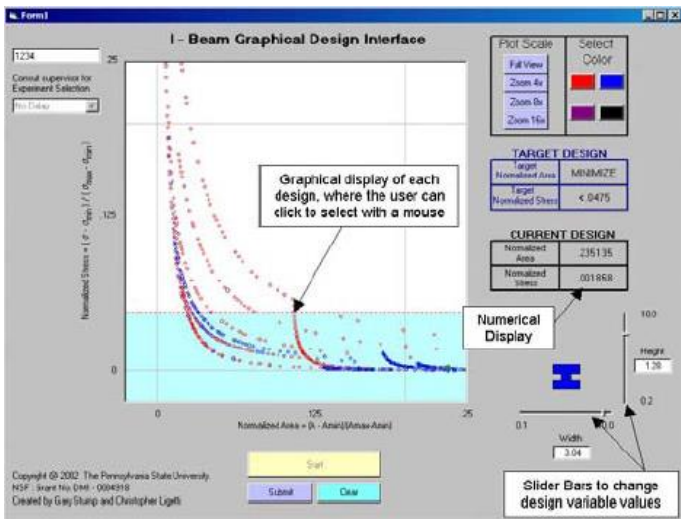 Form1
I - Beam Graphical Design Interface
1234
Consult supervisor for
Experiment Selection
No Delay
.25
.125
0
Normalized Stress = (σ - σmin) / (σmax - σmin)
0
.125
.25
Normalized Area = (A - Amin)/(Amax-Amin)
Graphical display of each
design, where the user can
click to select with a mouse
Plot Scale
Full View
Zoom 4x
Zoom 8x
Zoom 16x
Select
Color
TARGET DESIGN
Target
Normalized Area
MINIMIZE
Target
Normalized Stress
<.0475
CURRENT DESIGN
Normalized
Area
.235135
Normalized
Stress
.001858
Numerical
Display
10.0
Height
0.2
0.1
Width
3.04
Slider Bars to change
design variable values
Start
Submit
Clear
Copyright @ 2002 The Pennsylvania State University.
NSF : Grant No. DMI - 0084918
Created by Gary Stump and Christopher Ligetti